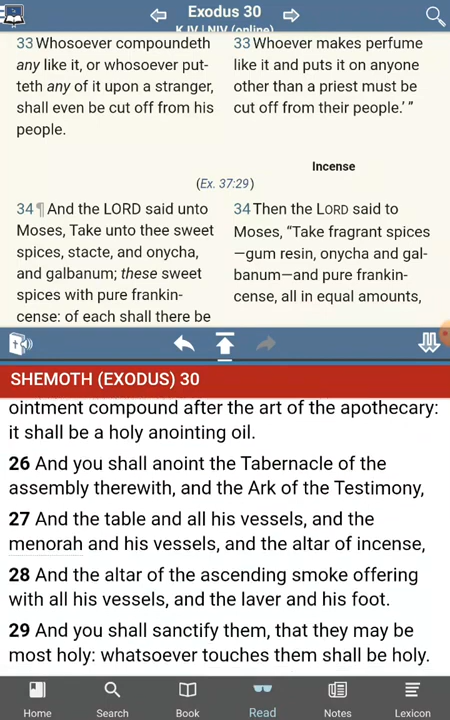 Exodus 30
KJV | NIV (online)
33 Whosoever compoundeth
any like it, or whosoever put-
teth any of it upon a stranger,
shall even be cut off from his
people.
33 Whoever makes perfume
like it and puts it on anyone
other than a priest must be
cut off from their people.’ ”
Incense
(Ex. 37:29)
34 ¶ And the LORD said unto
Moses, Take unto thee sweet
spices, stacte, and onycha,
and galbanum; these sweet
spices with pure frankin-
cense: of each shall there be
34 Then the LORD said to
Moses, “Take fragrant spices
—gum resin, onycha and gal-
banum—and pure frankin-
cense, all in equal amounts,
SHEMOTH (EXODUS) 30
ointment compound after the art of the apothecary:
it shall be a holy anointing oil.
26 And you shall anoint the Tabernacle of the
assembly therewith, and the Ark of the Testimony,
27 And the table and all his vessels, and the
menorah and his vessels, and the altar of incense,
28 And the altar of the ascending smoke offering
with all his vessels, and the laver and his foot.
29 And you shall sanctify them, that they may be
most holy: whatsoever touches them shall be holy.
Home
Search
Book
Read
Notes
Lexicon